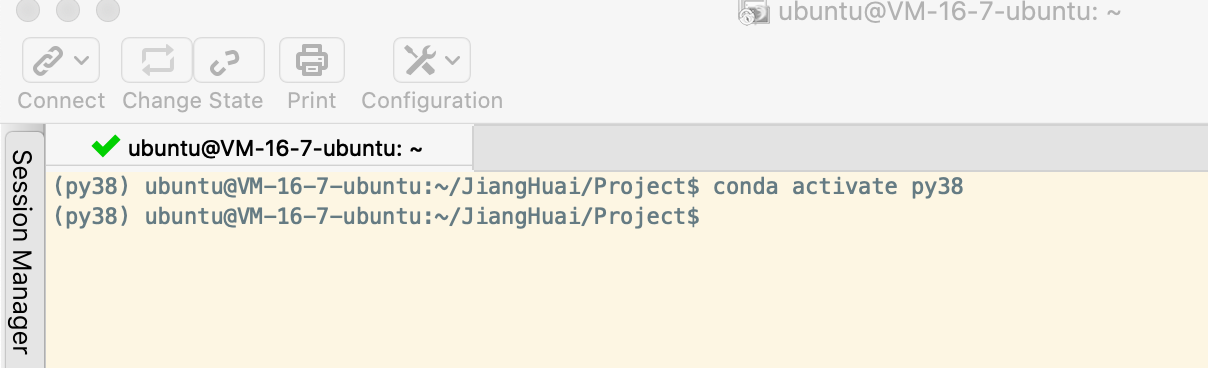 ubuntu@VM-16-7-ubuntu: ~
Connect
Change State
Print
Configuration
Session Manager
ubuntu@VM-16-7-ubuntu: ~
(py38) ubuntu@VM-16-7-ubuntu:~/JiangHuai/Project$ conda activate py38
(py38) ubuntu@VM-16-7-ubuntu:~/JiangHuai/Project$